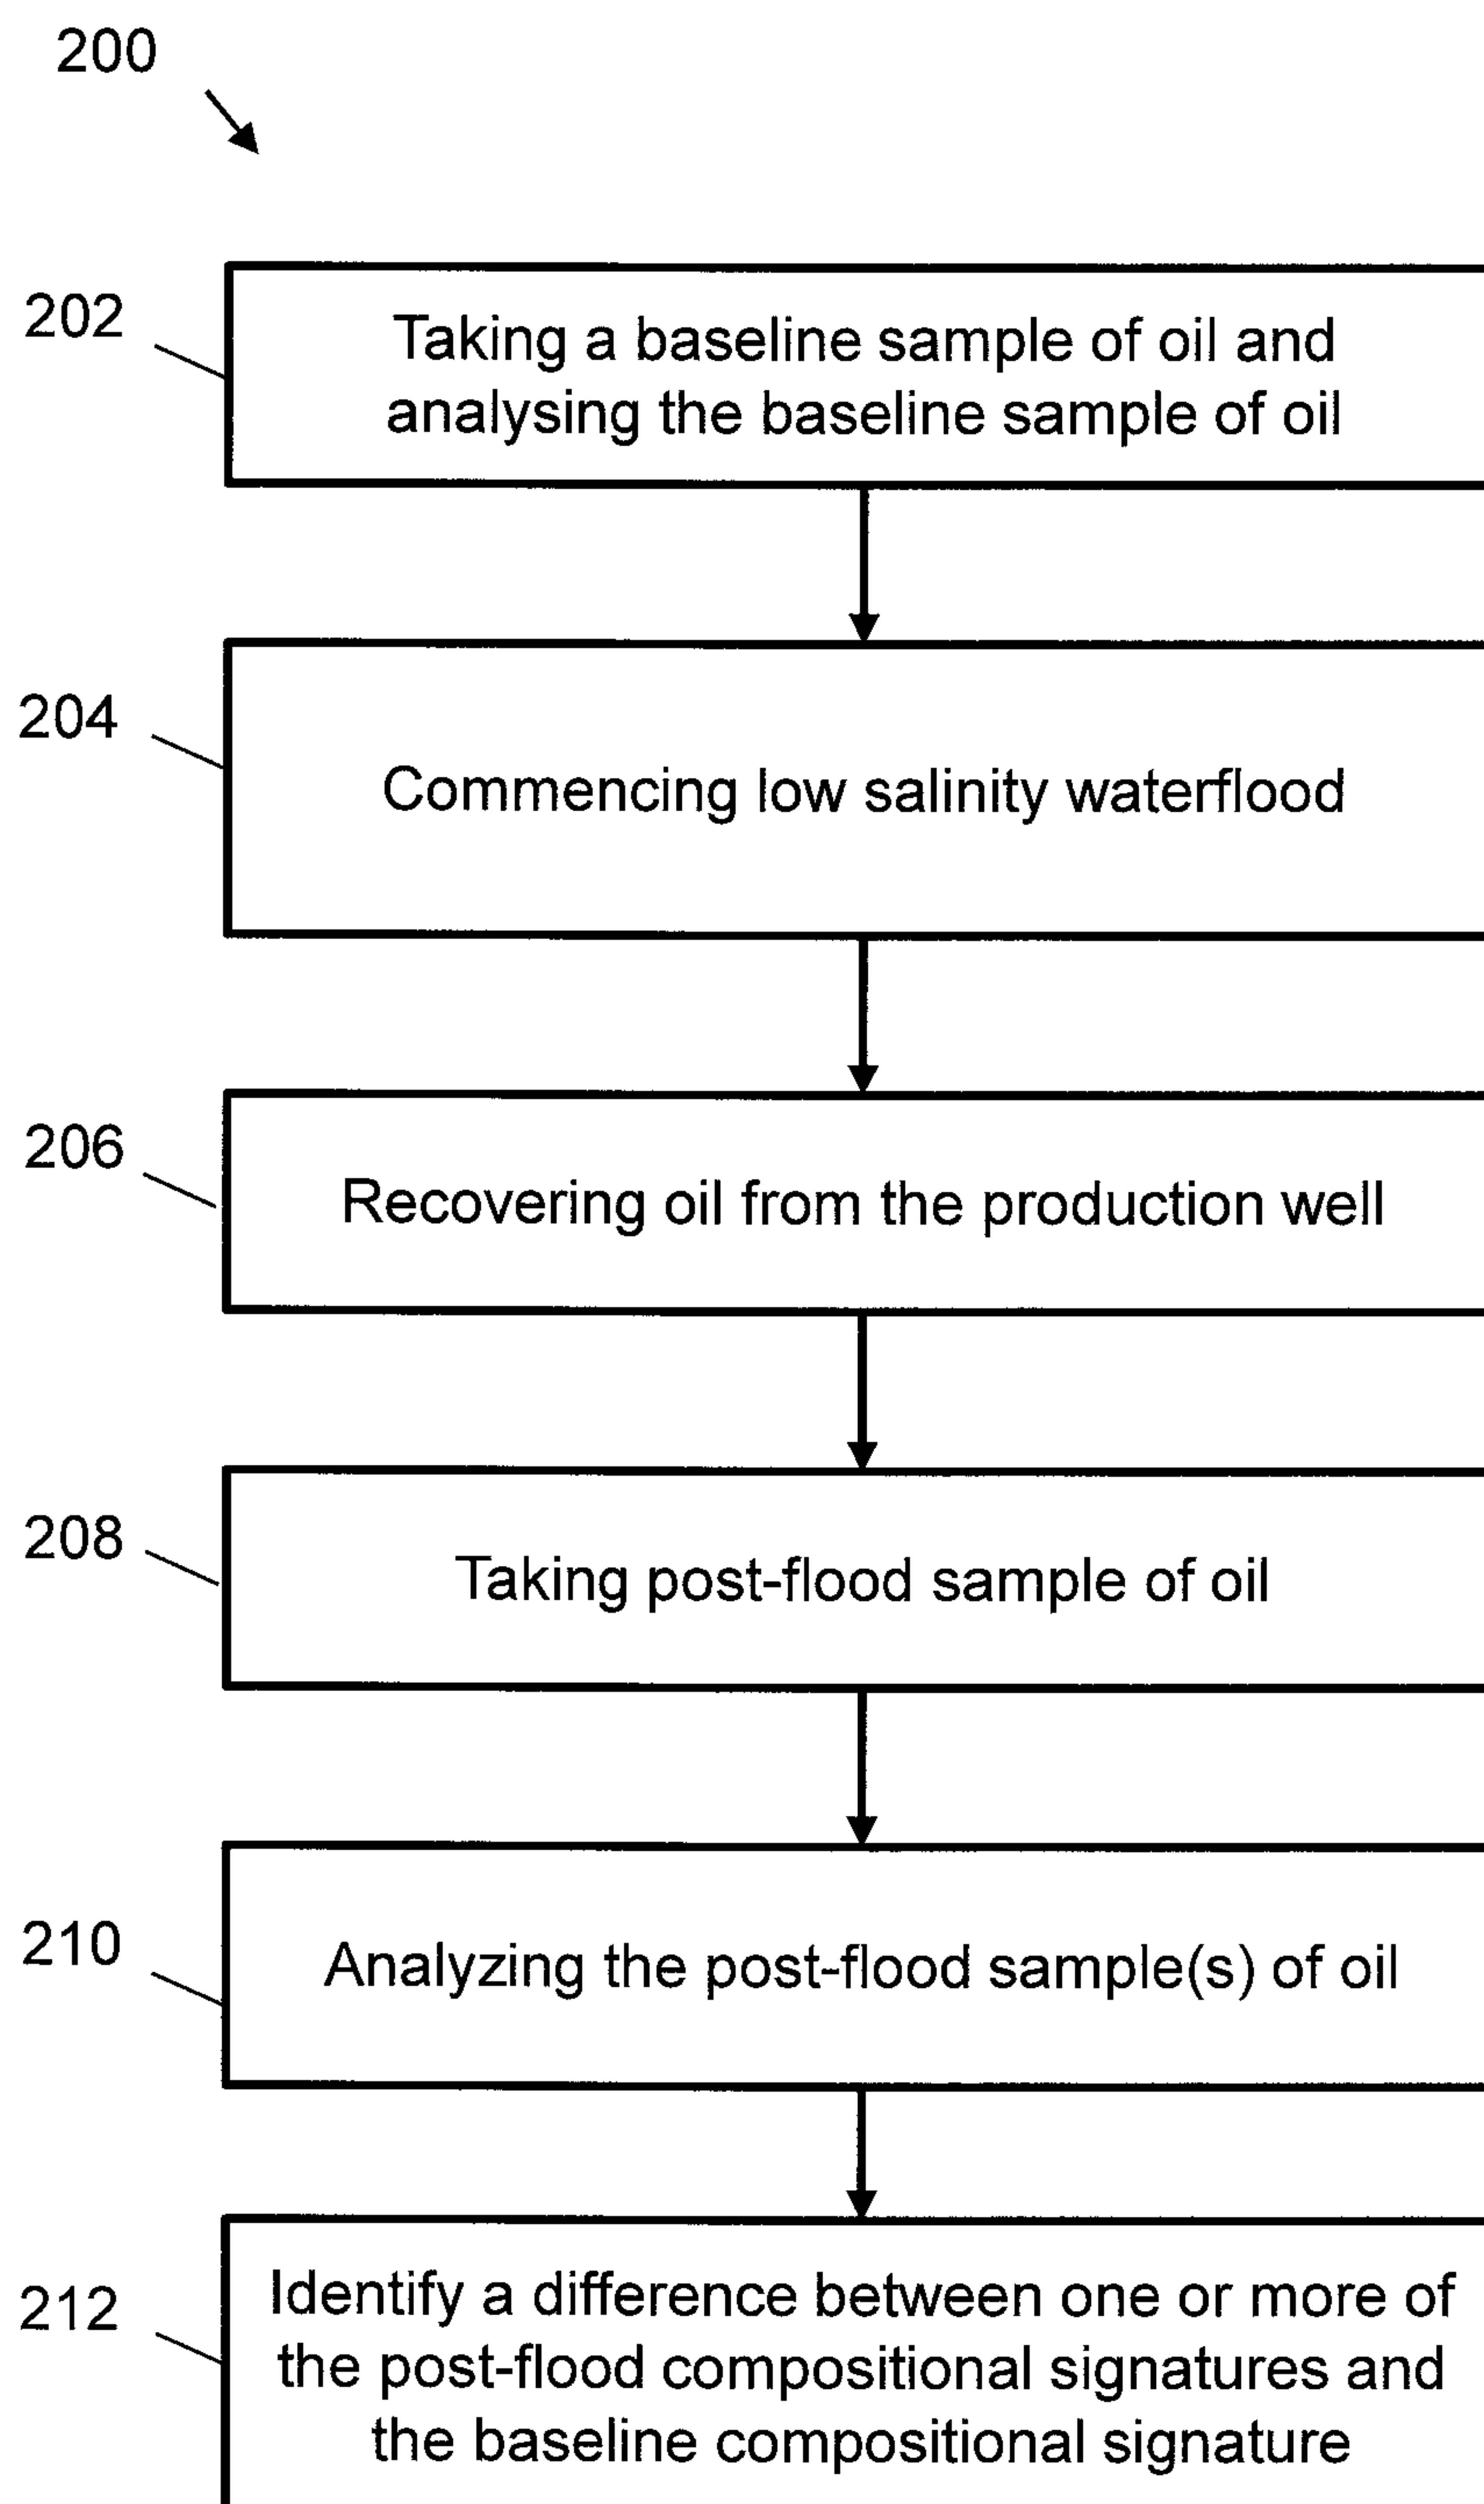 200
202
Taking a baseline sample of oil and
analysing the baseline sample of oil
204
Commencing low salinity waterflood
206
Recovering oil from the production well
208
Taking post-flood sample of oil
210
Analyzing the post-flood sample(s) of oil
212
Identify a difference between one or more of
the post-flood compositional signatures and
the baseline compositional signature